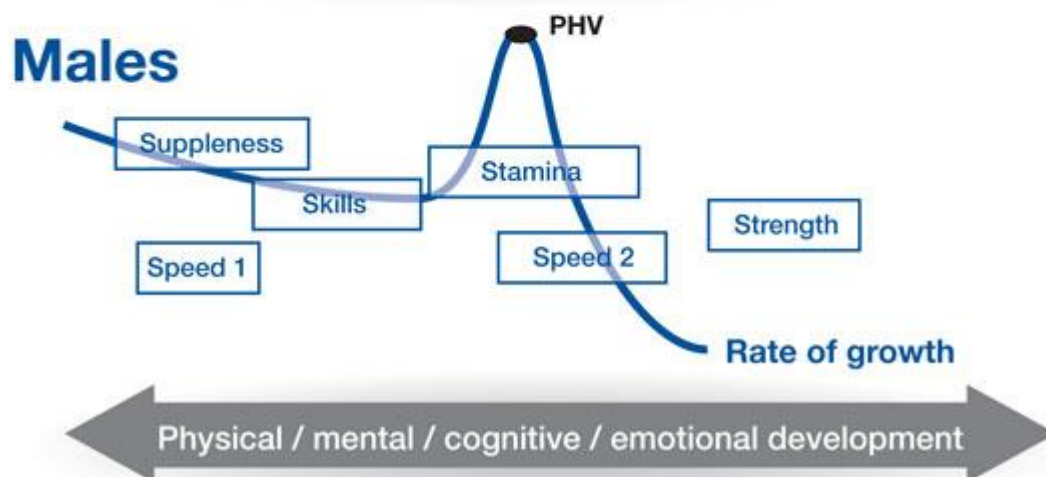 PHV
Males
Suppleness
Stamina
Skills
Strength
Speed 1
Speed 2
Rate of growth
Physical / mental / cognitive / emotional development